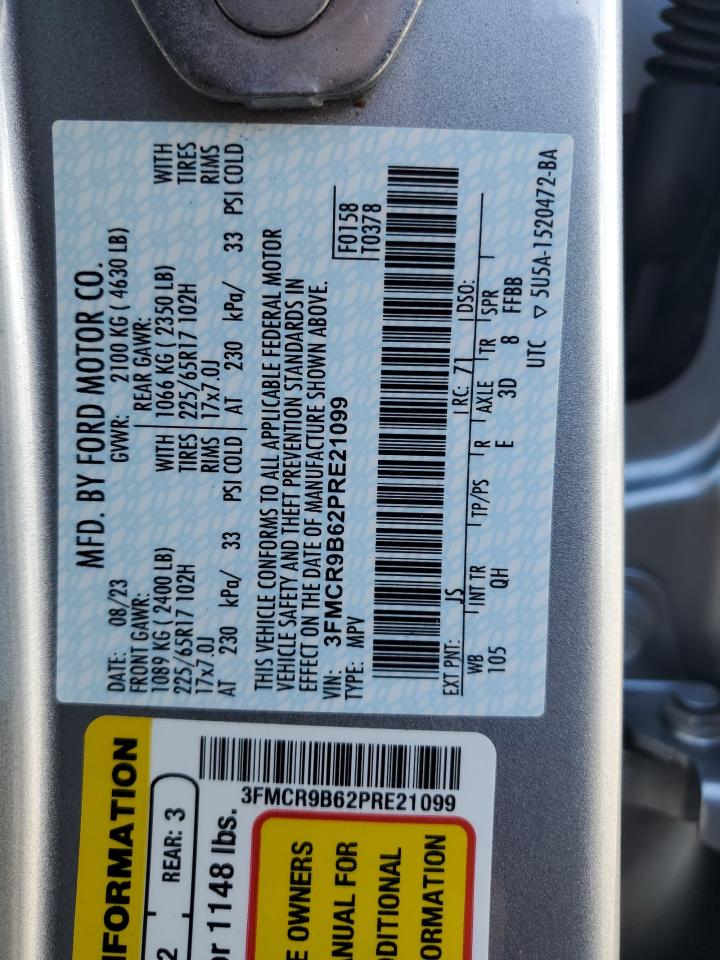 MFD. BY FORD MOTOR CO.
DATE: 08/23 GVWR: 2100 KG ( 4630 LB)
FRONT GAWR: REAR GAWR:
1089 KG ( 2400 LB) WITH 1066 KG ( 2350 LB) WITH
225/65R17 102H TIRES 225/65R17 102H TIRES
17x7.0J RIMS 17x7.0J RIMS
AT 230 kPa/ 33 PSI COLD AT 230 kPa/ 33 PSI COLD
THIS VEHICLE CONFORMS TO ALL APPLICABLE FEDERAL MOTOR
VEHICLE SAFETY AND THEFT PREVENTION STANDARDS IN
EFFECT ON THE DATE OF MANUFACTURE SHOWN ABOVE.
VIN: 3FMCR9B62PRE21099 F0158
TYPE: MPV T0378
EXT PNT: JS RC: 71 DSO:
WB INT TR TP/PS R AXLE TR SPR
105 QH E 3D 8 FFBB
UTC ▽ 5U5A-1520472-BA
NFORMATION
2 REAR: 3
or 1148 lbs.
3FMCR9B62PRE21099
E OWNERS
ANUAL FOR
DDITIONAL
ORMATION